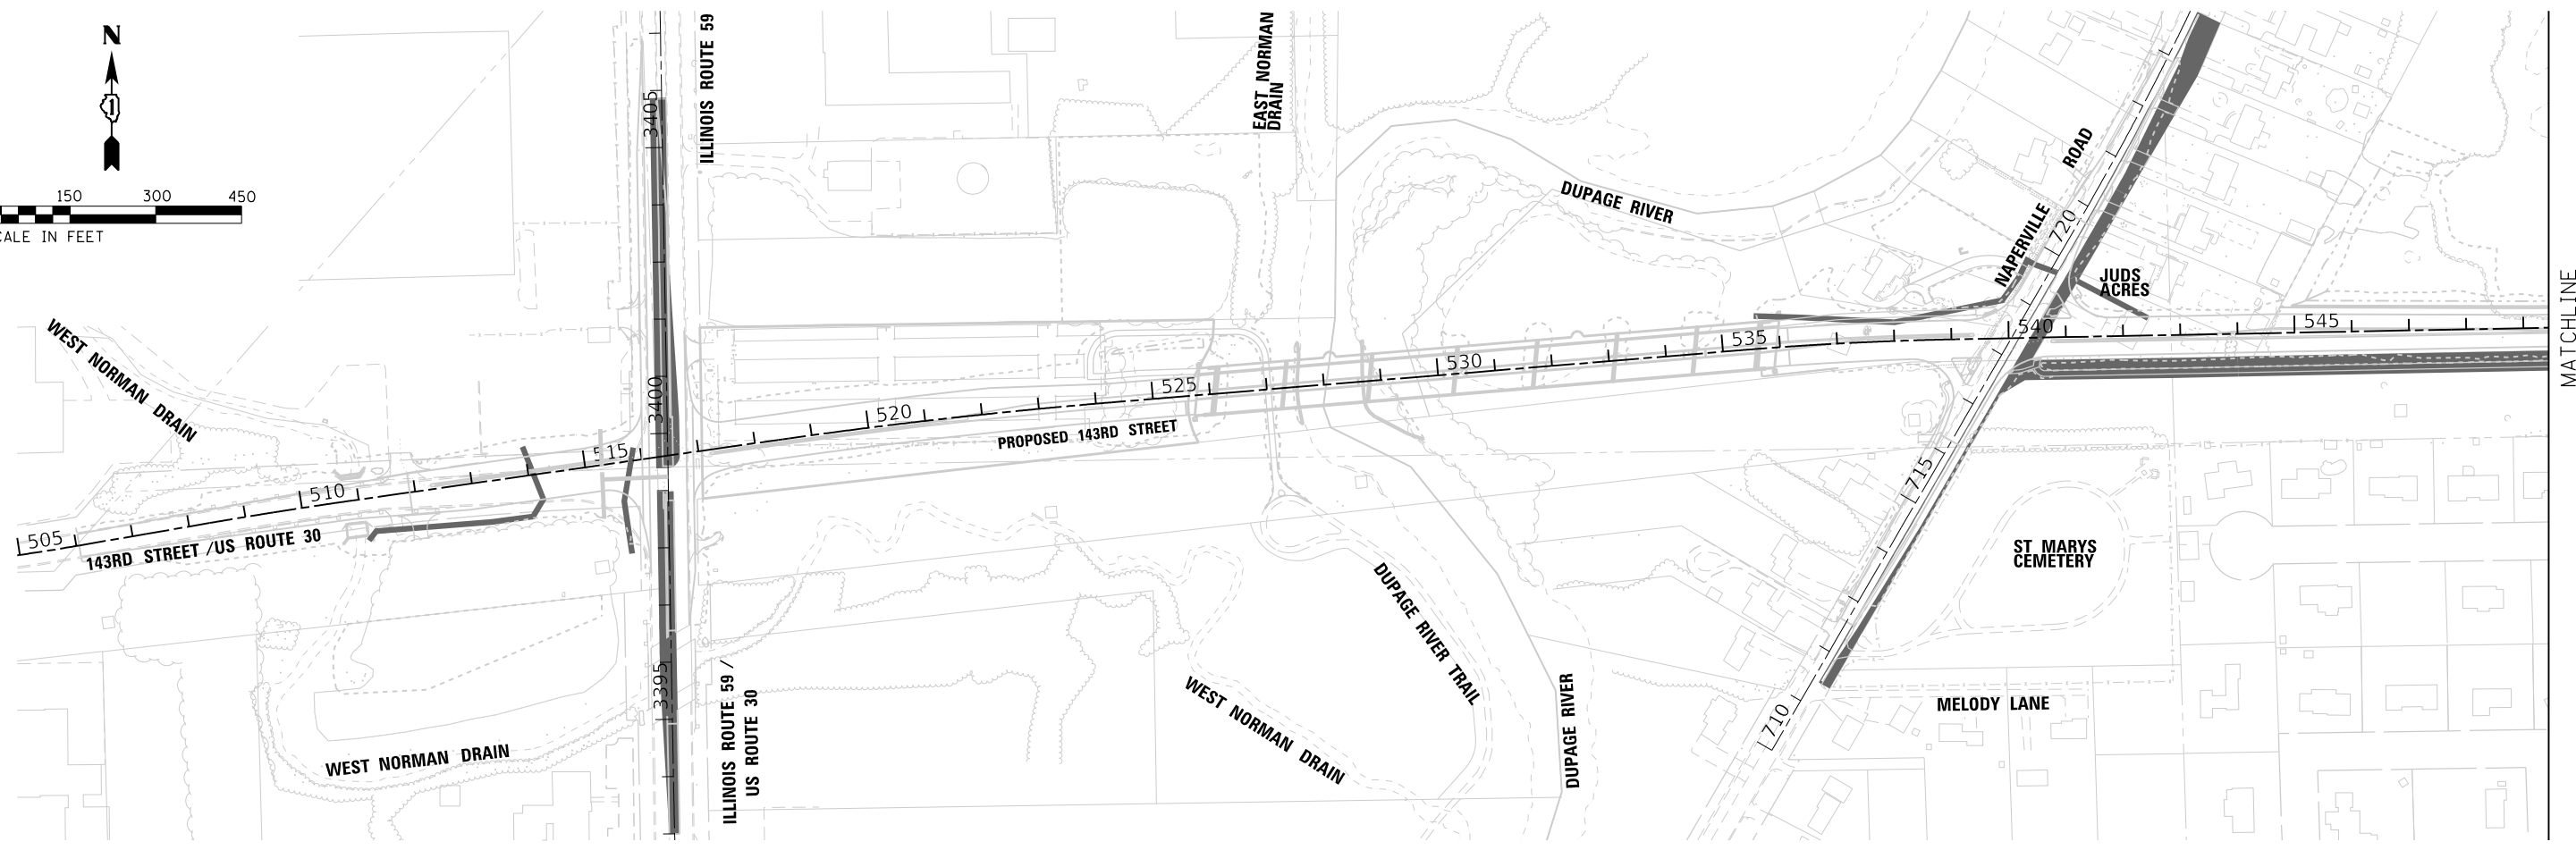 N
1
150 300 450
CALE IN FEET
ILLINOIS ROUTE 59
3405
3400
3395
EAST NORMAN
DRAIN
DUPAGE RIVER
NAPERVILLE ROAD
720
JUDS
ACRES
MATCHLINE
WEST NORMAN DRAIN
505
510
515
520
525
530
535
540
545
143RD STREET /US ROUTE 30
PROPOSED 143RD STREET
715
710
ST MARYS
CEMETERY
MELODY LANE
DUPAGE RIVER TRAIL
DUPAGE RIVER
WEST NORMAN DRAIN
WEST NORMAN DRAIN
ILLINOIS ROUTE 59 /
US ROUTE 30